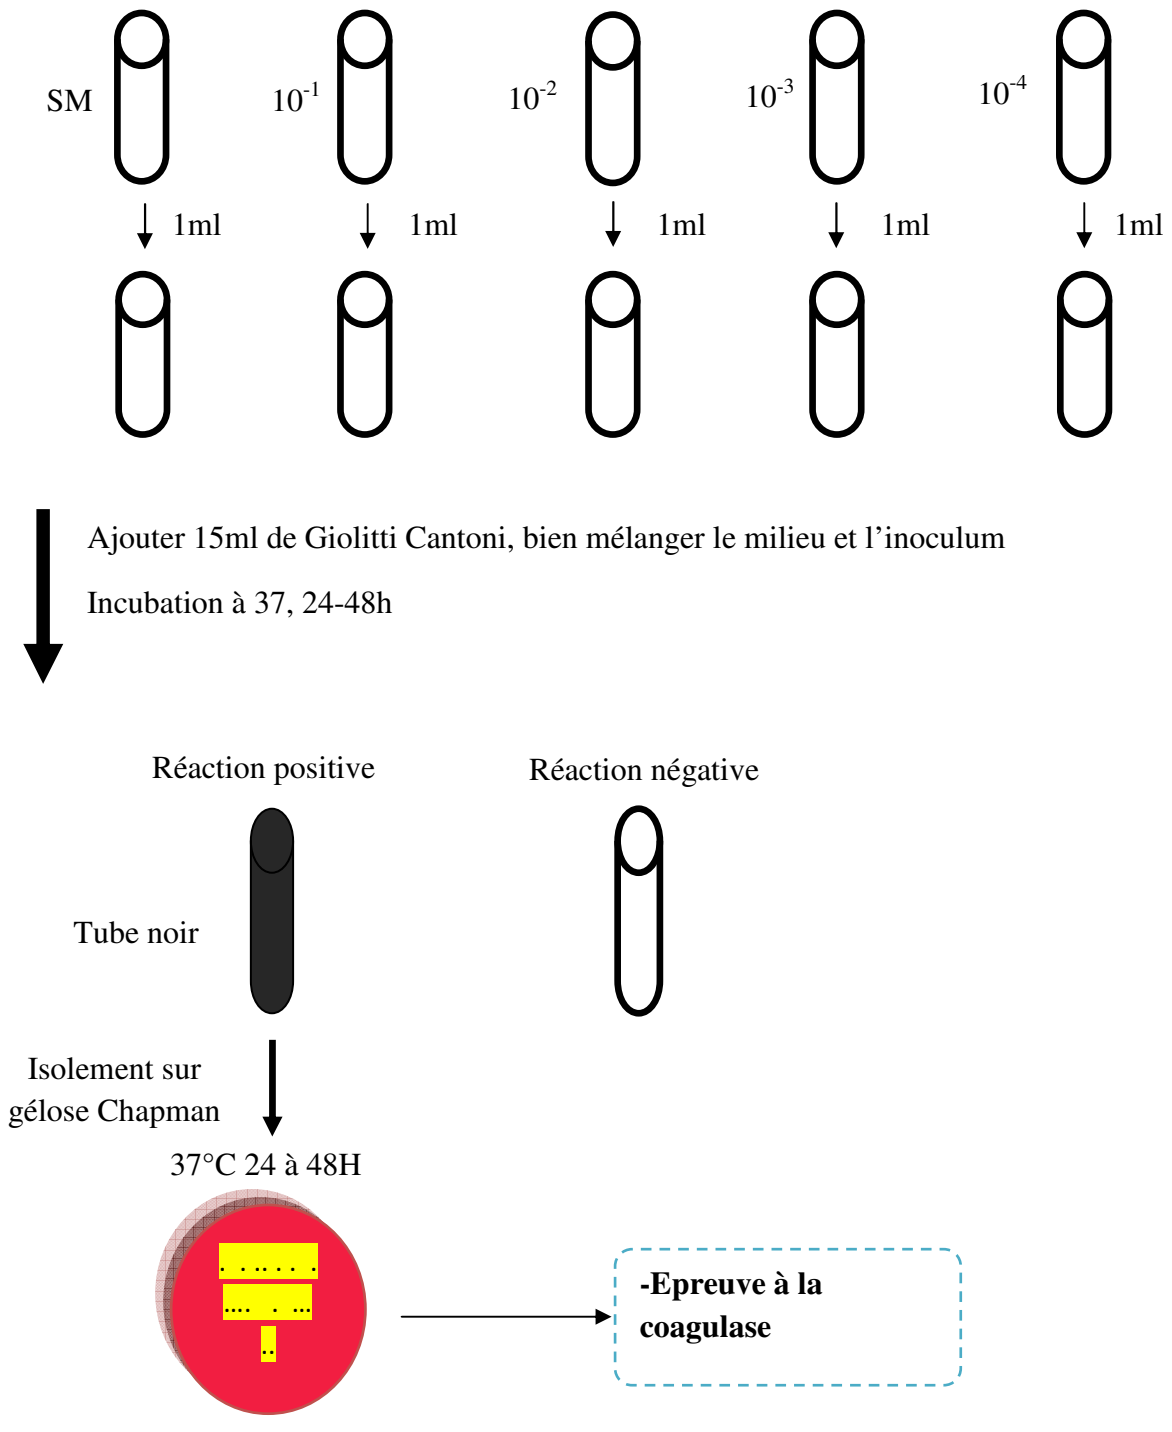 SM 10⁻¹ 10⁻² 10⁻³ 10⁻⁴
1ml 1ml 1ml 1ml 1ml
Ajouter 15ml de Giolitti Cantoni, bien mélanger le milieu et l’inoculum
Incubation à 37, 24-48h
Réaction positive Réaction négative
Tube noir
Isolement sur
gélose Chapman
37°C 24 à 48H
-Epreuve à la
coagulase